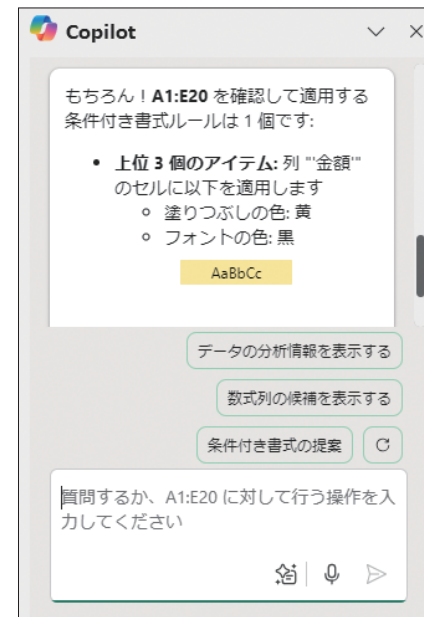 Copilot
もちろん！A1:E20 を確認して適用する
条件付き書式ルールは 1 個です:
• 上位 3 個のアイテム: 列 "'金額'"
のセルに以下を適用します
○ 塗りつぶしの色: 黄
○ フォントの色: 黒
AaBbCc
データの分析情報を表示する
数式列の候補を表示する
条件付き書式の提案
質問するか、A1:E20 に対して行う操作を入
力してください